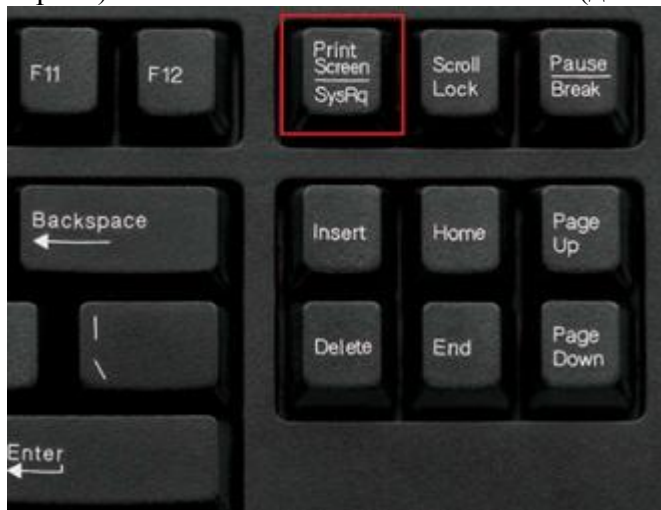 F11
F12
Print
Screen
SysRq
Scroll
Lock
Pause
Break
Backspace
Insert
Home
Page
Up
|
\
Delete
End
Page
Down
Enter